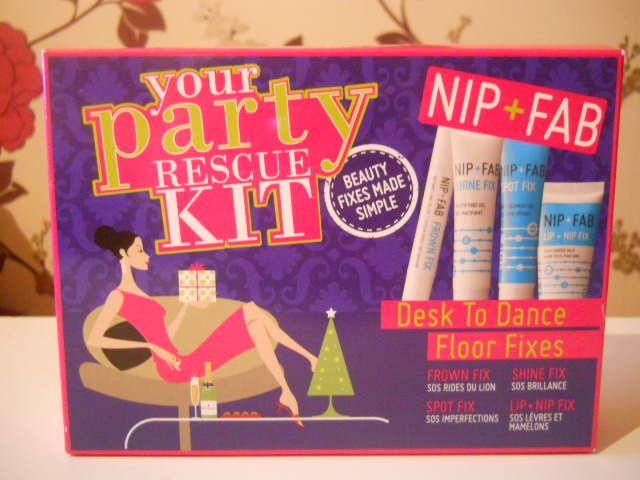 your
party
RESCUE
KIT
BEAUTY
FIXES MADE
SIMPLE
NIP+FAB
NIP+FAB FROWN FIX
NIP+FAB
SHINE FIX
NIP+FAB
SPOT FIX
NIP+FAB
LIP+NIP FIX
Desk To Dance
Floor Fixes
FROWN FIX
SOS RIDES DU LION
SHINE FIX
SOS BRILLANCE
SPOT FIX
SOS IMPERFECTIONS
LIP+NIP FIX
SOS LÈVRES ET
MAMELONS